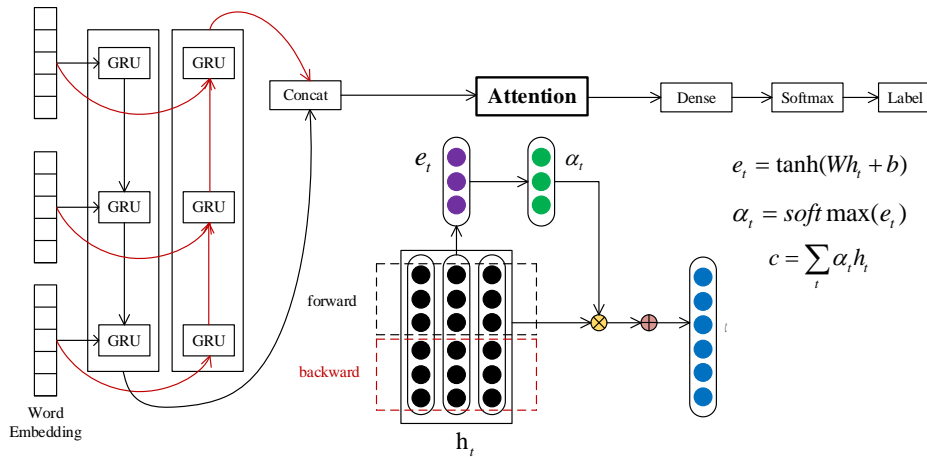 GRU
GRU
Concat
Attention
Dense
Softmax
Label
e_t
α_t
e_t = tanh(Wh_t + b)
GRU
GRU
α_t = soft max(e_t)
c = ∑_t α_t h_t
forward
GRU
GRU
backward
Word
Embedding
h_t